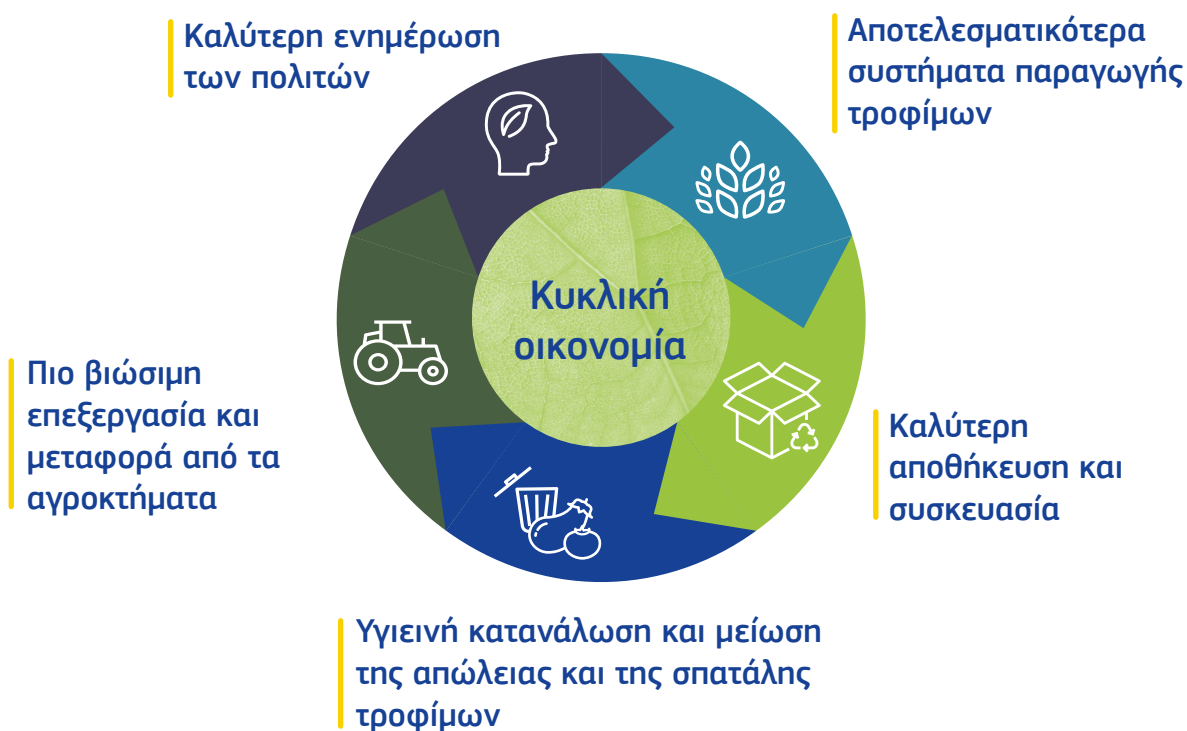 Καλύτερη ενημέρωση
των πολιτών
Αποτελεσματικότερα
συστήματα παραγωγής
τροφίμων
Κυκλική
οικονομία
Πιο βιώσιμη
επεξεργασία και
μεταφορά από τα
αγροκτήματα
Καλύτερη
αποθήκευση και
συσκευασία
Υγιεινή κατανάλωση και μείωση
της απώλειας και της σπατάλης
τροφίμων